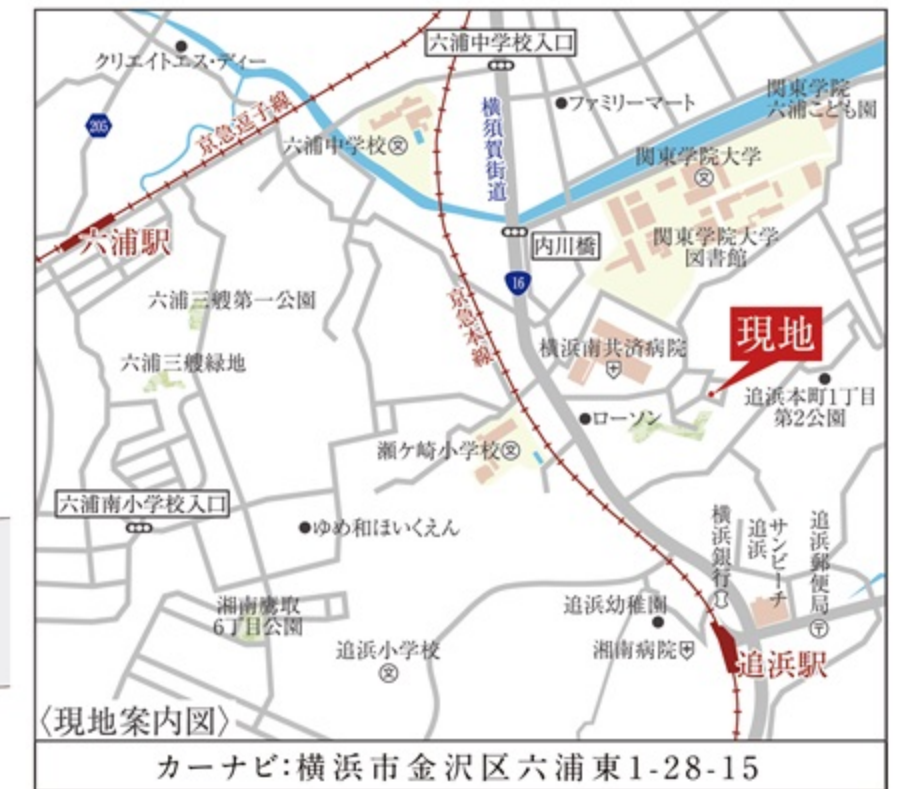 六浦中学校入口
クリエイトエス・ディー
関東学院
六浦こども園
ファミリーマート
横須賀街道
205
京急逗子線
六浦中学校
関東学院大学
六浦駅
内川橋
関東学院大学
図書館
16
六浦三艘第一公園
京急本線
現地
横浜南共済病院
六浦三艘緑地
追浜本町1丁目
第2公園
ローソン
瀬ケ崎小学校
六浦南小学校入口
ゆめ和ほいくえん
横浜銀行
サンビーチ
追浜
追浜郵便局
湘南鷹取
6丁目公園
追浜幼稚園
追浜小学校
湘南病院
追浜駅
〈現地案内図〉
カーナビ:横浜市金沢区六浦東1-28-15